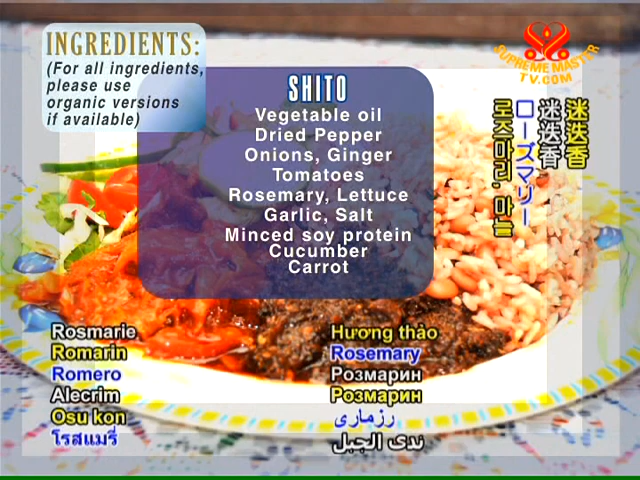 INGREDIENTS:
(For all ingredients,
please use
organic versions
if available)
SUPREME MASTER
TV.COM
SHITO
Vegetable oil
Dried Pepper
Onions, Ginger
Tomatoes
Rosemary, Lettuce
Garlic, Salt
Minced soy protein
Cucumber
Carrot
迷迭香
迷迭香
ローズマリー
로즈마리, 마늘
Rosmarie
Romarin
Romero
Alecrim
Osu kon
โรสแมรี่
Hương thảo
Rosemary
Розмарин
Розмарин
رزماری
ندى الجبل